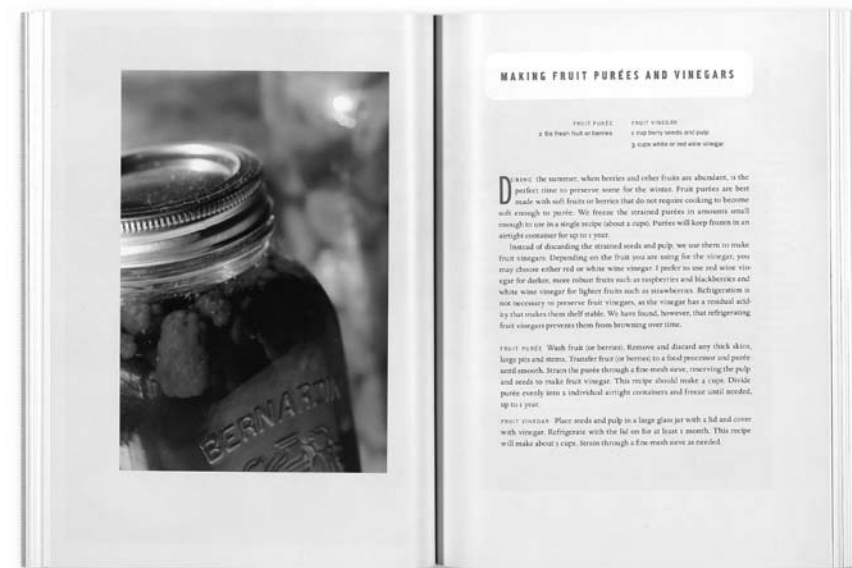 BERNARDIN
MAKING FRUIT PURÉES AND VINEGARS
FRUIT PURÉE
2 lbs fresh fruit or berries
FRUIT VINEGAR
1 cup berry seeds and pulp
3 cups white or red wine vinegar
DURING the summer, when berries and other fruits are abundant, is the
perfect time to preserve some for the winter. Fruit purées are best
made with soft fruits or berries that do not require cooking to become
soft enough to purée. We freeze the strained purées in amounts small
enough to use in a single recipe (about 2 cups). Purées will keep frozen in an
airtight container for up to 1 year.
Instead of discarding the strained seeds and pulp, we use them to make
fruit vinegars. Depending on the fruit you are using for the vinegar, you
may choose either red or white wine vinegar. I prefer to use red wine vin-
egar for darker, more robust fruits such as raspberries and blackberries and
white wine vinegar for lighter fruits such as strawberries. Refrigeration is
not necessary to preserve fruit vinegars, as the vinegar has a residual acid-
ity that makes them shelf stable. We have found, however, that refrigerating
fruit vinegars prevents them from browning over time.
FRUIT PURÉE Wash fruit (or berries). Remove and discard any thick skins,
large pits and stems. Transfer fruit (or berries) to a food processor and purée
until smooth. Strain the purée through a fine-mesh sieve, reserving the pulp
and seeds to make fruit vinegar. This recipe should make 4 cups. Divide
purée evenly into 2 individual airtight containers and freeze until needed,
up to 1 year.
FRUIT VINEGAR Place seeds and pulp in a large glass jar with a lid and cover
with vinegar. Refrigerate with the lid on for at least 1 month. This recipe
will make about 3 cups. Strain through a fine-mesh sieve as needed.